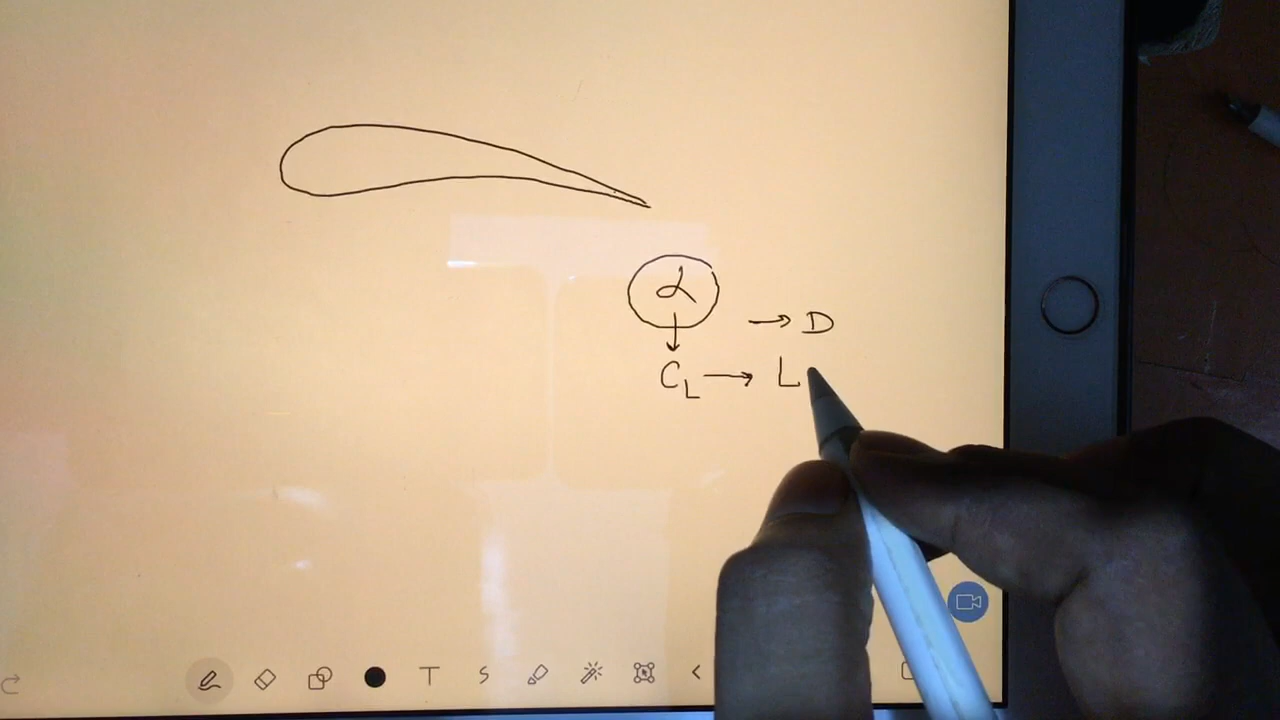 α
→ D
↓
C_L → L
T